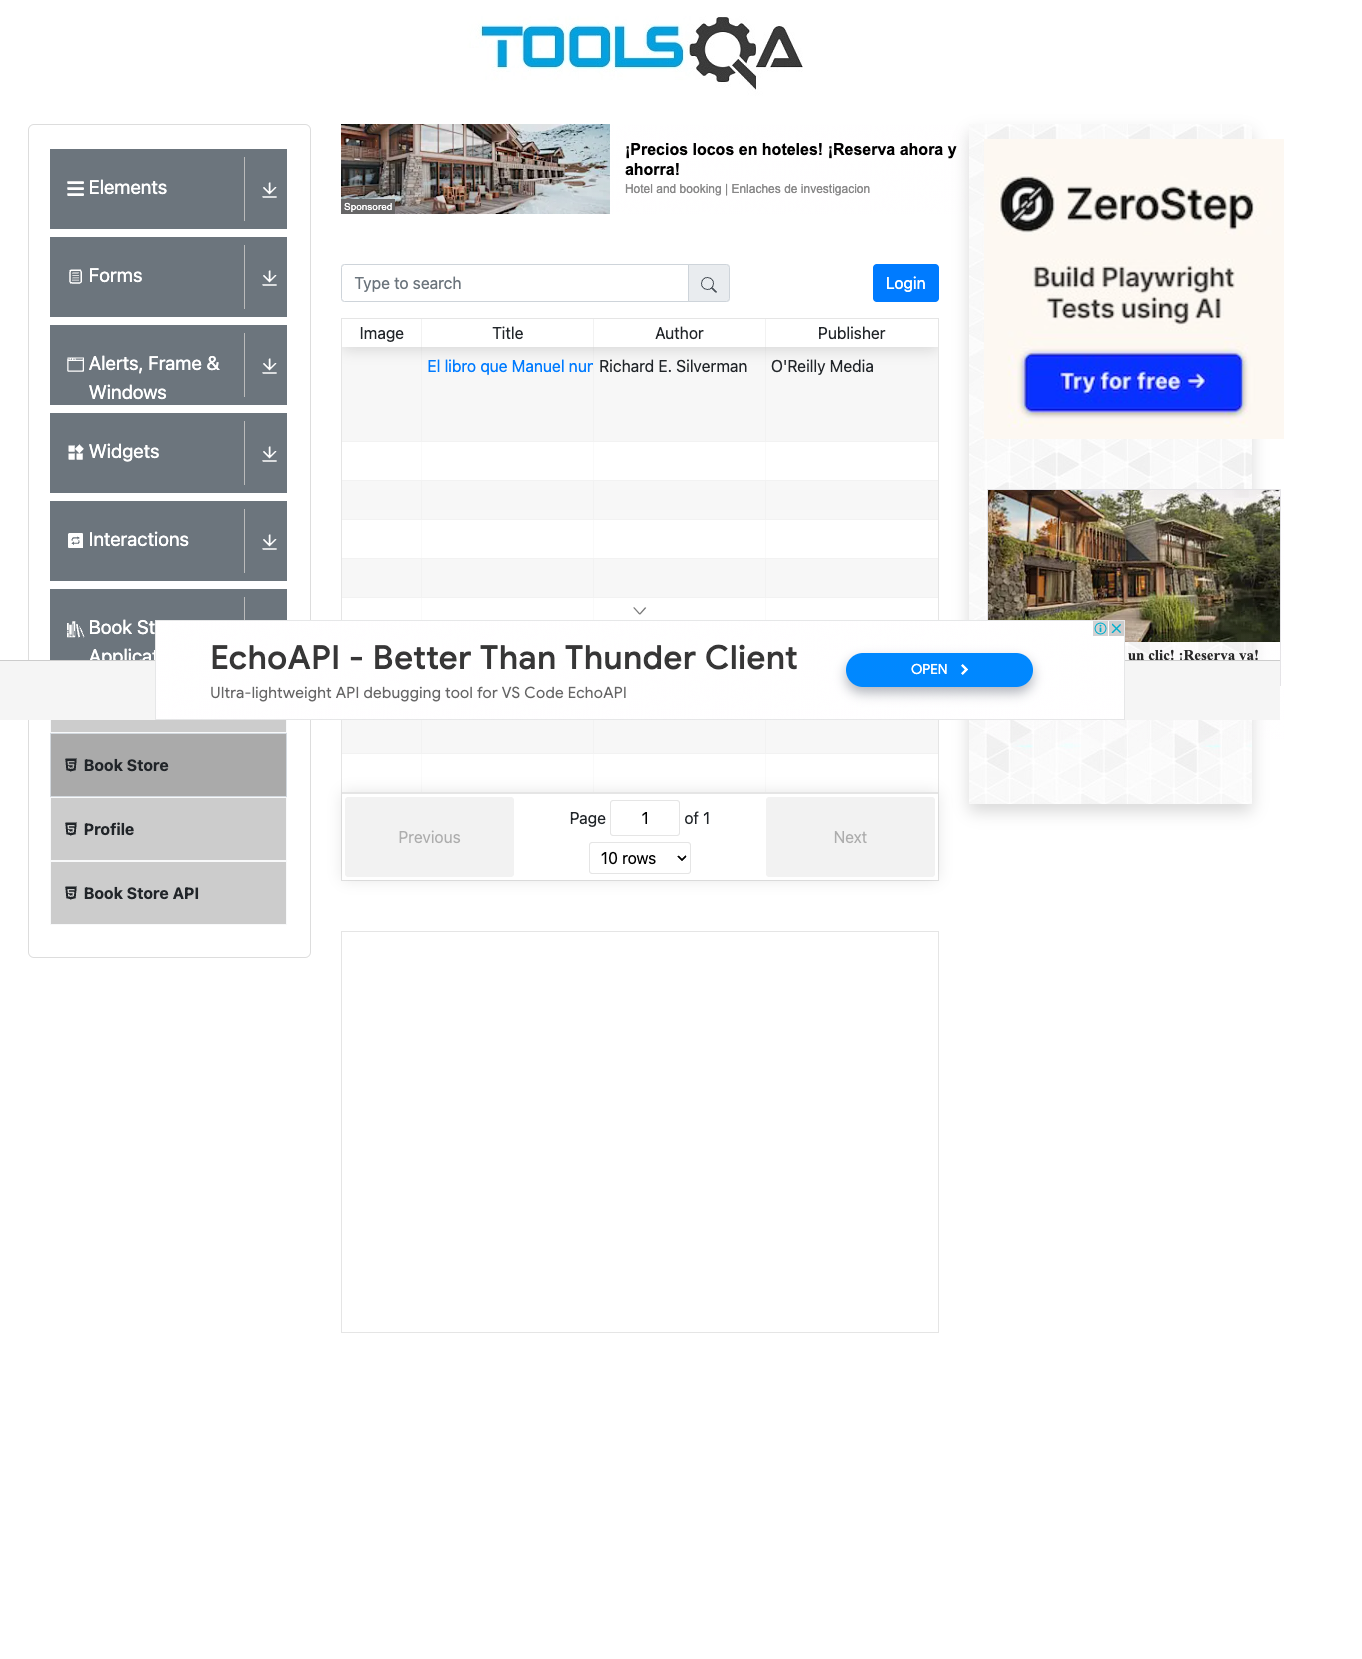 TOOLSQA
Elements
Forms
Alerts, Frame &
Windows
Widgets
Interactions
Book St
Applicat
Book Store
Profile
Book Store API
Sponsored
¡Precios locos en hoteles! ¡Reserva ahora y
ahorra!
Hotel and booking | Enlaches de investigacion
Type to search
Login
Image Title Author Publisher
El libro que Manuel nur Richard E. Silverman O'Reilly Media
EchoAPI - Better Than Thunder Client
Ultra-lightweight API debugging tool for VS Code EchoAPI
OPEN
Previous
Page 1 of 1
10 rows
Next
ZeroStep
Build Playwright
Tests using AI
Try for free →
un clic! ¡Reserva ya!